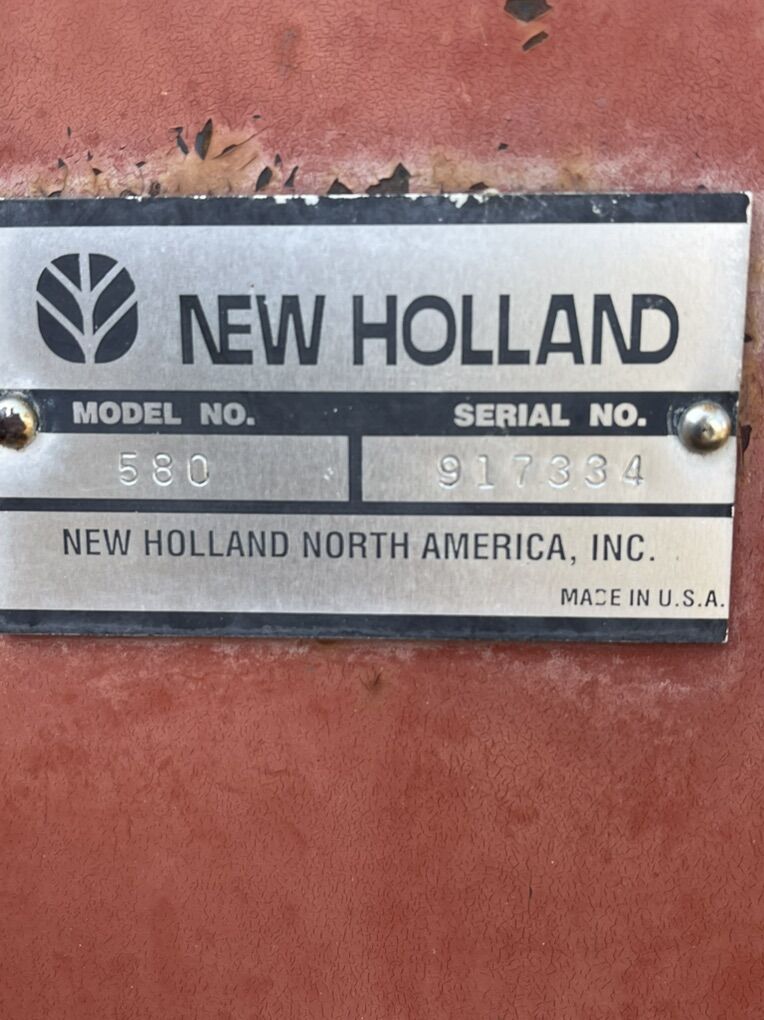 NEW HOLLAND
MODEL NO. SERIAL NO.
580 917334
NEW HOLLAND NORTH AMERICA, INC.
MADE IN U.S.A.